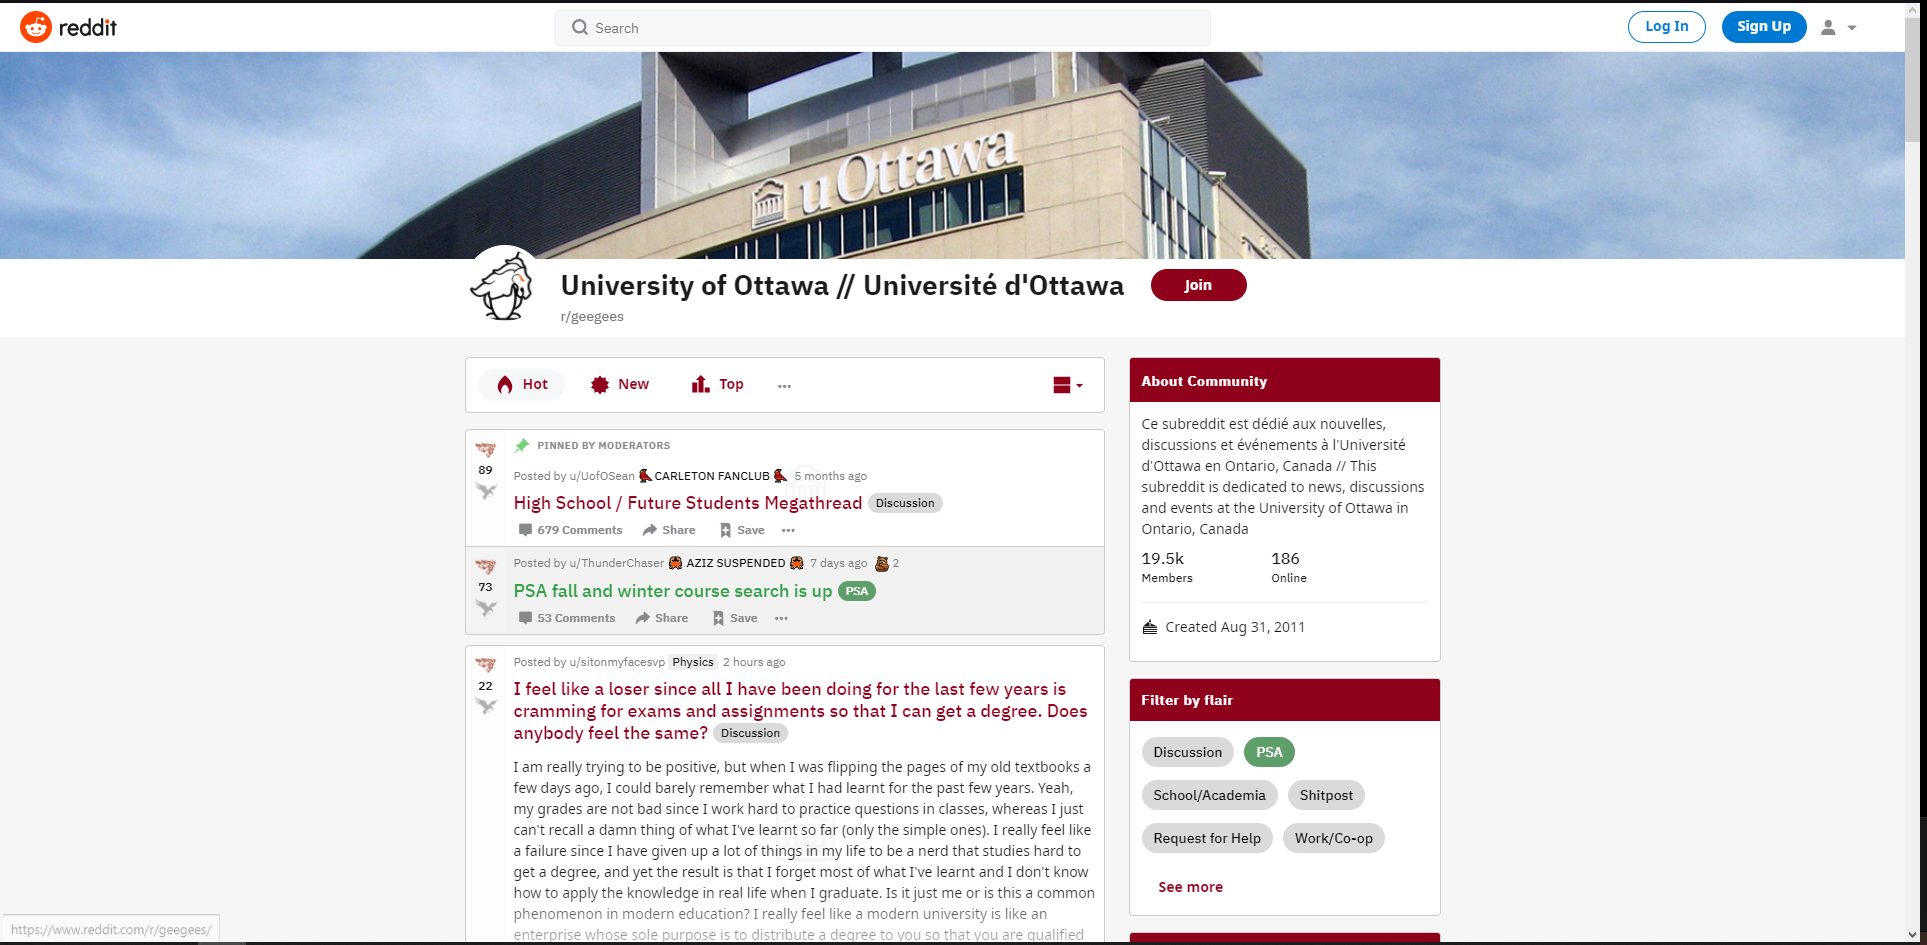 reddit
Search
Log In
Sign Up
uOttawa
University of Ottawa // Université d'Ottawa
Join
r/geegees
Hot
New
Top
PINNED BY MODERATORS
89
Posted by u/UofOSean CARLETON FANCLUB 5 months ago
High School / Future Students Megathread Discussion
679 Comments Share Save
Posted by u/ThunderChaser AZIZ SUSPENDED 7 days ago 2
73
PSA fall and winter course search is up PSA
53 Comments Share Save
Posted by u/sitonmyfacesvp Physics 2 hours ago
22
I feel like a loser since all I have been doing for the last few years is
cramming for exams and assignments so that I can get a degree. Does
anybody feel the same? Discussion
I am really trying to be positive, but when I was flipping the pages of my old textbooks a
few days ago, I could barely remember what I had learnt for the past few years. Yeah,
my grades are not bad since I work hard to practice questions in classes, whereas I just
can't recall a damn thing of what I've learnt so far (only the simple ones). I really feel like
a failure since I have given up a lot of things in my life to be a nerd that studies hard to
get a degree, and yet the result is that I forget most of what I've learnt and I don't know
how to apply the knowledge in real life when I graduate. Is it just me or is this a common
phenomenon in modern education? I really feel like a modern university is like an
enterprise whose sole purpose is to distribute a degree to you so that you are qualified
About Community
Ce subreddit est dédié aux nouvelles,
discussions et événements à l'Université
d'Ottawa en Ontario, Canada // This
subreddit is dedicated to news, discussions
and events at the University of Ottawa in
Ontario, Canada
19.5k 186
Members Online
Created Aug 31, 2011
Filter by flair
Discussion PSA
School/Academia Shitpost
Request for Help Work/Co-op
See more
https://www.reddit.com/r/geegees/